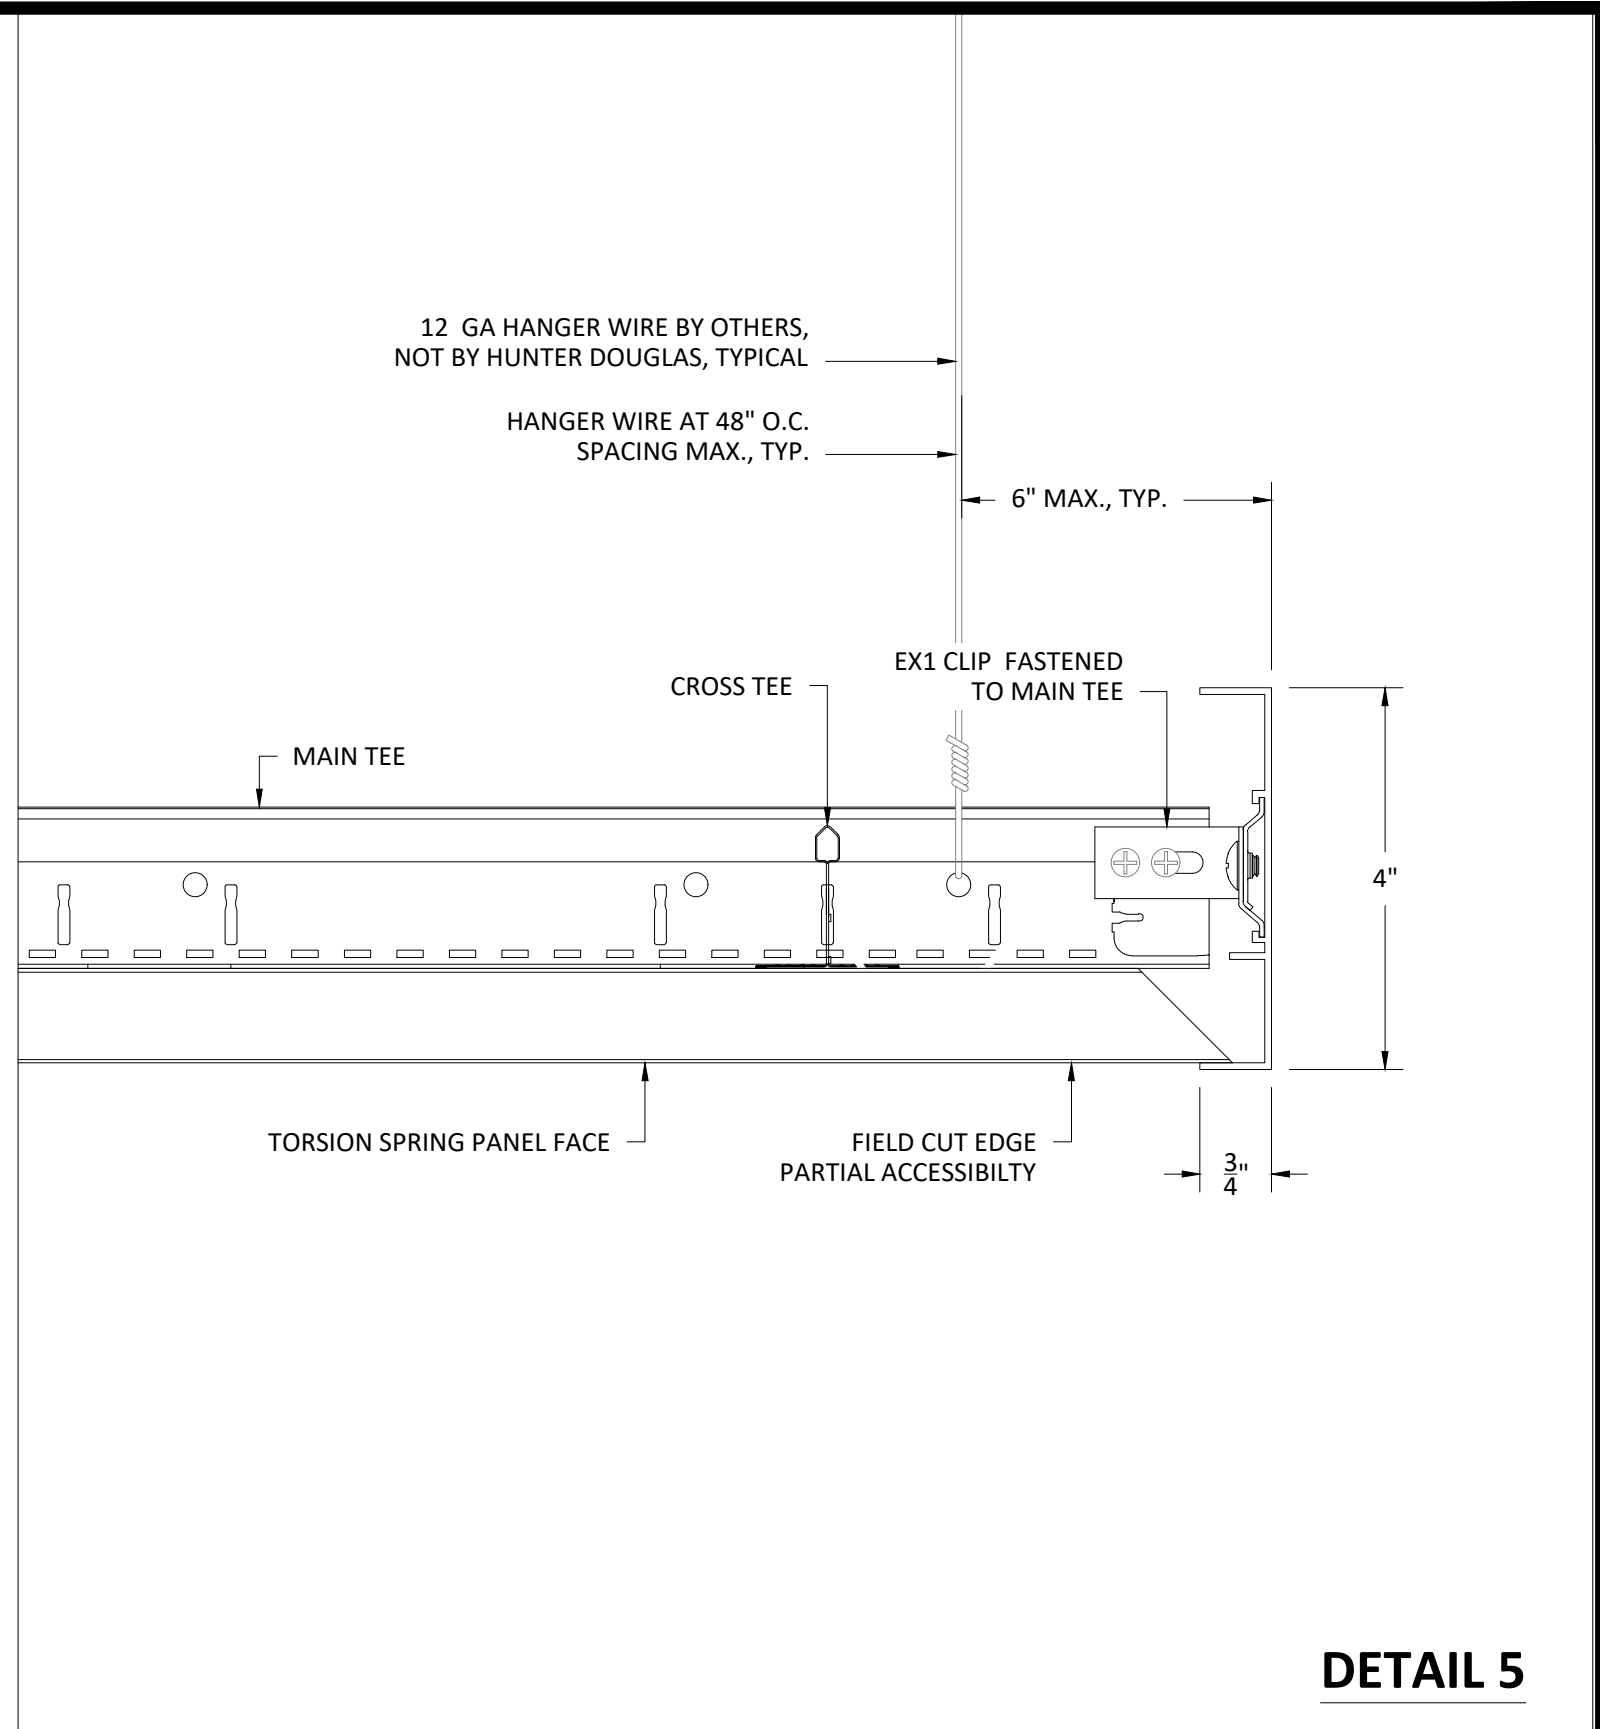 12  GA HANGER WIRE BY OTHERS,
NOT BY HUNTER DOUGLAS, TYPICAL
HANGER WIRE AT 48" O.C.
SPACING MAX., TYP.
6" MAX., TYP.
EX1 CLIP  FASTENED
TO MAIN TEE
CROSS TEE
MAIN TEE
4"
TORSION SPRING PANEL FACE
FIELD CUT EDGE
PARTIAL ACCESSIBILTY
3/4"
DETAIL 5